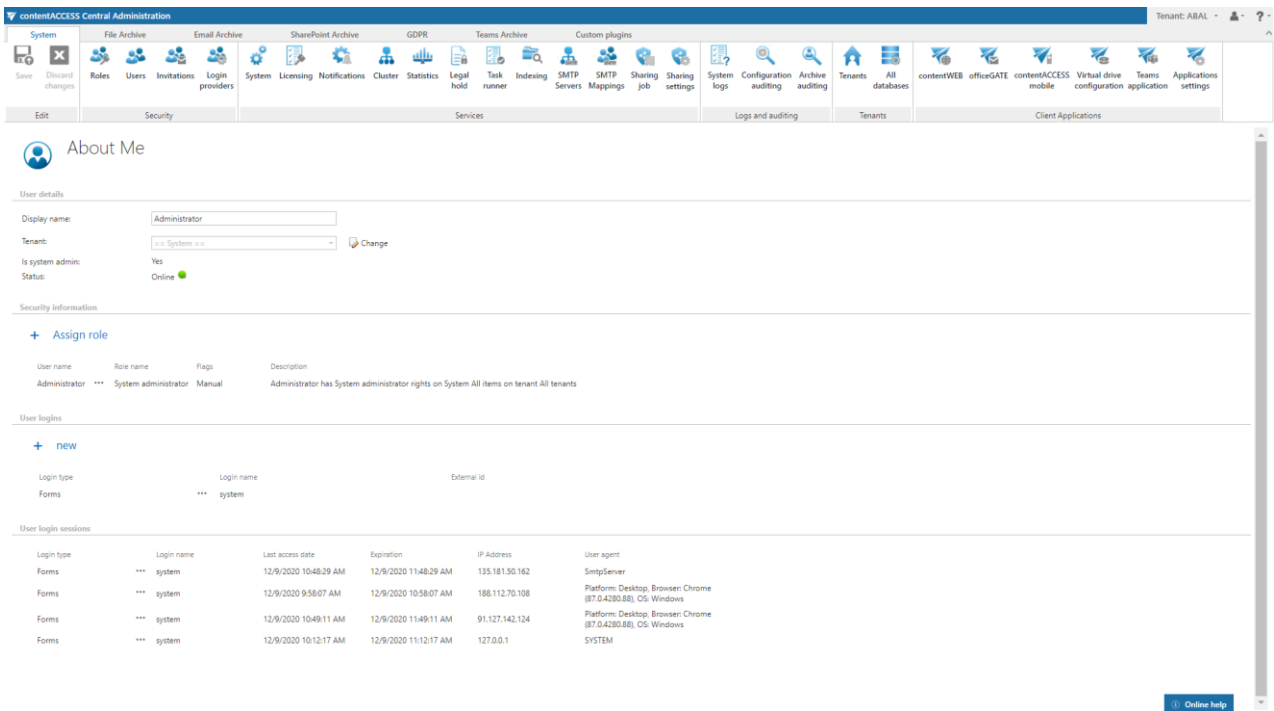 contentACCESS Central Administration
Tenant: ABAL
?
System File Archive Email Archive SharePoint Archive GDPR Teams Archive Custom plugins
Save Discard changes Roles Users Invitations Login providers System Licensing Notifications Cluster Statistics Legal hold Task runner Indexing SMTP Servers SMTP Mappings Sharing job Sharing settings System logs Configuration auditing Archive auditing Tenants All databases contentWEB officeGATE contentACCESS mobile Virtual drive configuration Teams application Applications settings
Edit Security Services Logs and auditing Tenants Client Applications
About Me
User details
Display name: Administrator
Tenant: == System == Change
Is system admin: Yes
Status: Online
Security information
+ Assign role
User name Role name Flags Description
Administrator ••• System administrator Manual Administrator has System administrator rights on System All items on tenant All tenants
User logins
+ new
Login type Login name External id
Forms ••• system
User login sessions
Login type Login name Last access date Expiration IP Address User agent
Forms ••• system 12/9/2020 10:48:29 AM 12/9/2020 11:48:29 AM 135.181.50.162 SmtpServer
Forms ••• system 12/9/2020 9:58:07 AM 12/9/2020 10:58:07 AM 188.112.70.108 Platform: Desktop, Browser: Chrome (87.0.4280.88), OS: Windows
Forms ••• system 12/9/2020 10:49:11 AM 12/9/2020 11:49:11 AM 91.127.142.124 Platform: Desktop, Browser: Chrome (87.0.4280.88), OS: Windows
Forms ••• system 12/9/2020 10:12:17 AM 12/9/2020 11:12:17 AM 127.0.0.1 SYSTEM
Online help